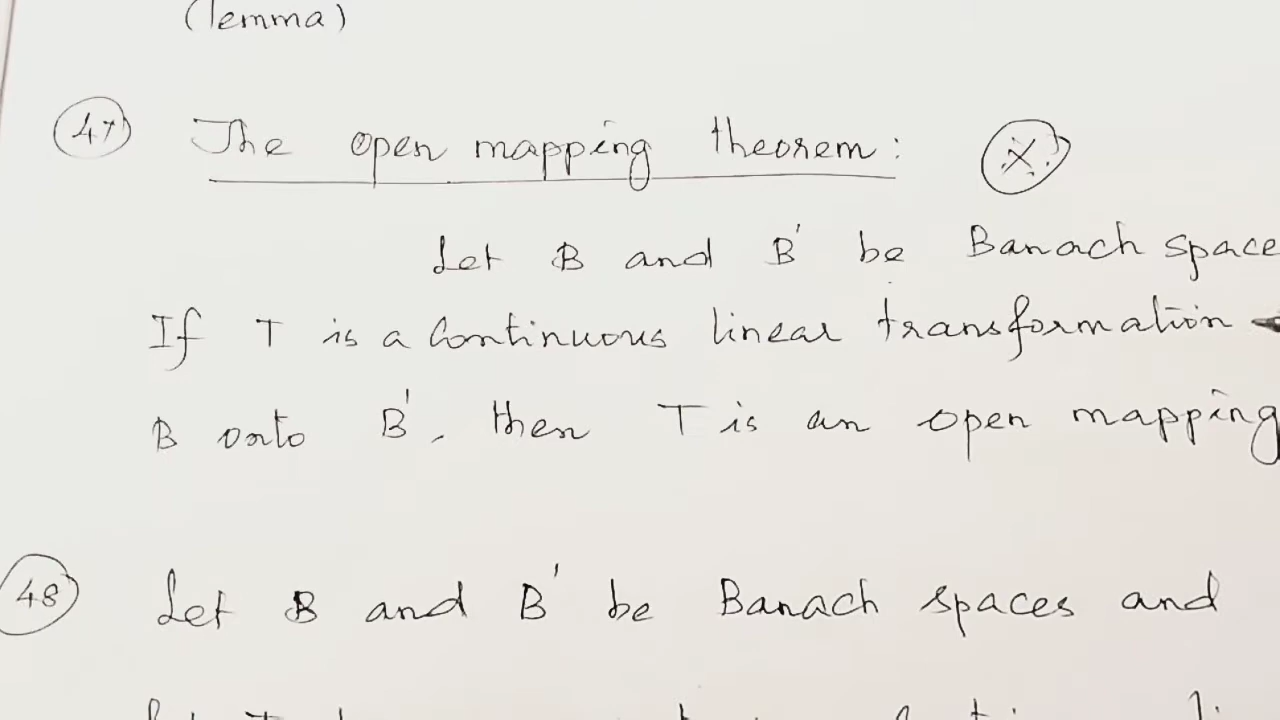 (lemma)
47 The open mapping theorem:
Let B and B' be Banach space
If T is a continuous linear transformation
B onto B', then T is an open mapping
48 Let B and B' be Banach spaces and